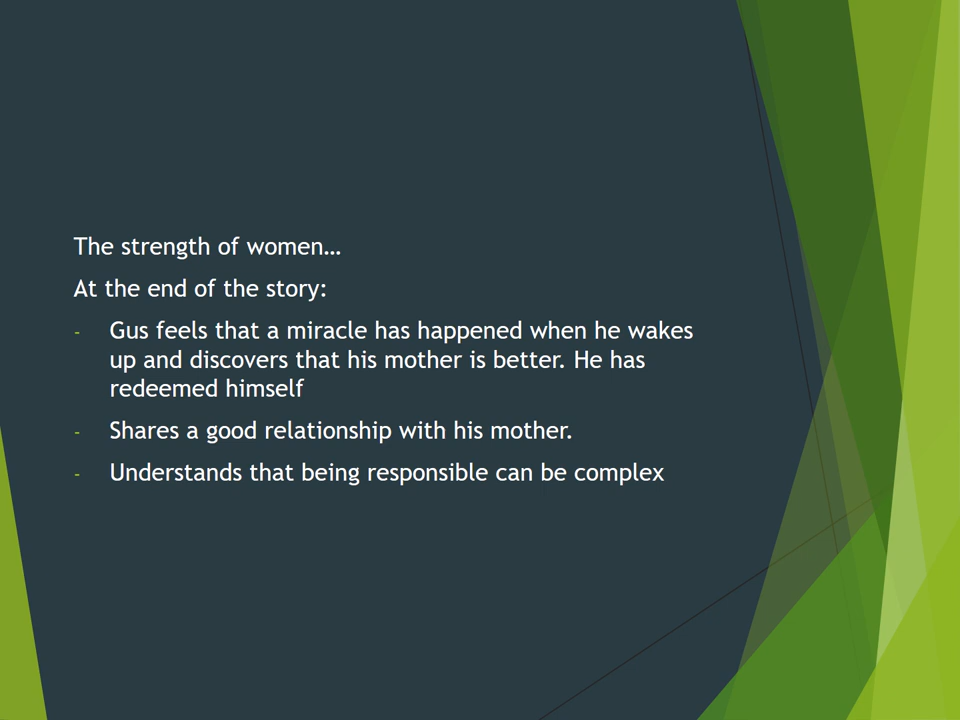 The strength of women…
At the end of the story:
- Gus feels that a miracle has happened when he wakes
up and discovers that his mother is better. He has
redeemed himself
- Shares a good relationship with his mother.
- Understands that being responsible can be complex